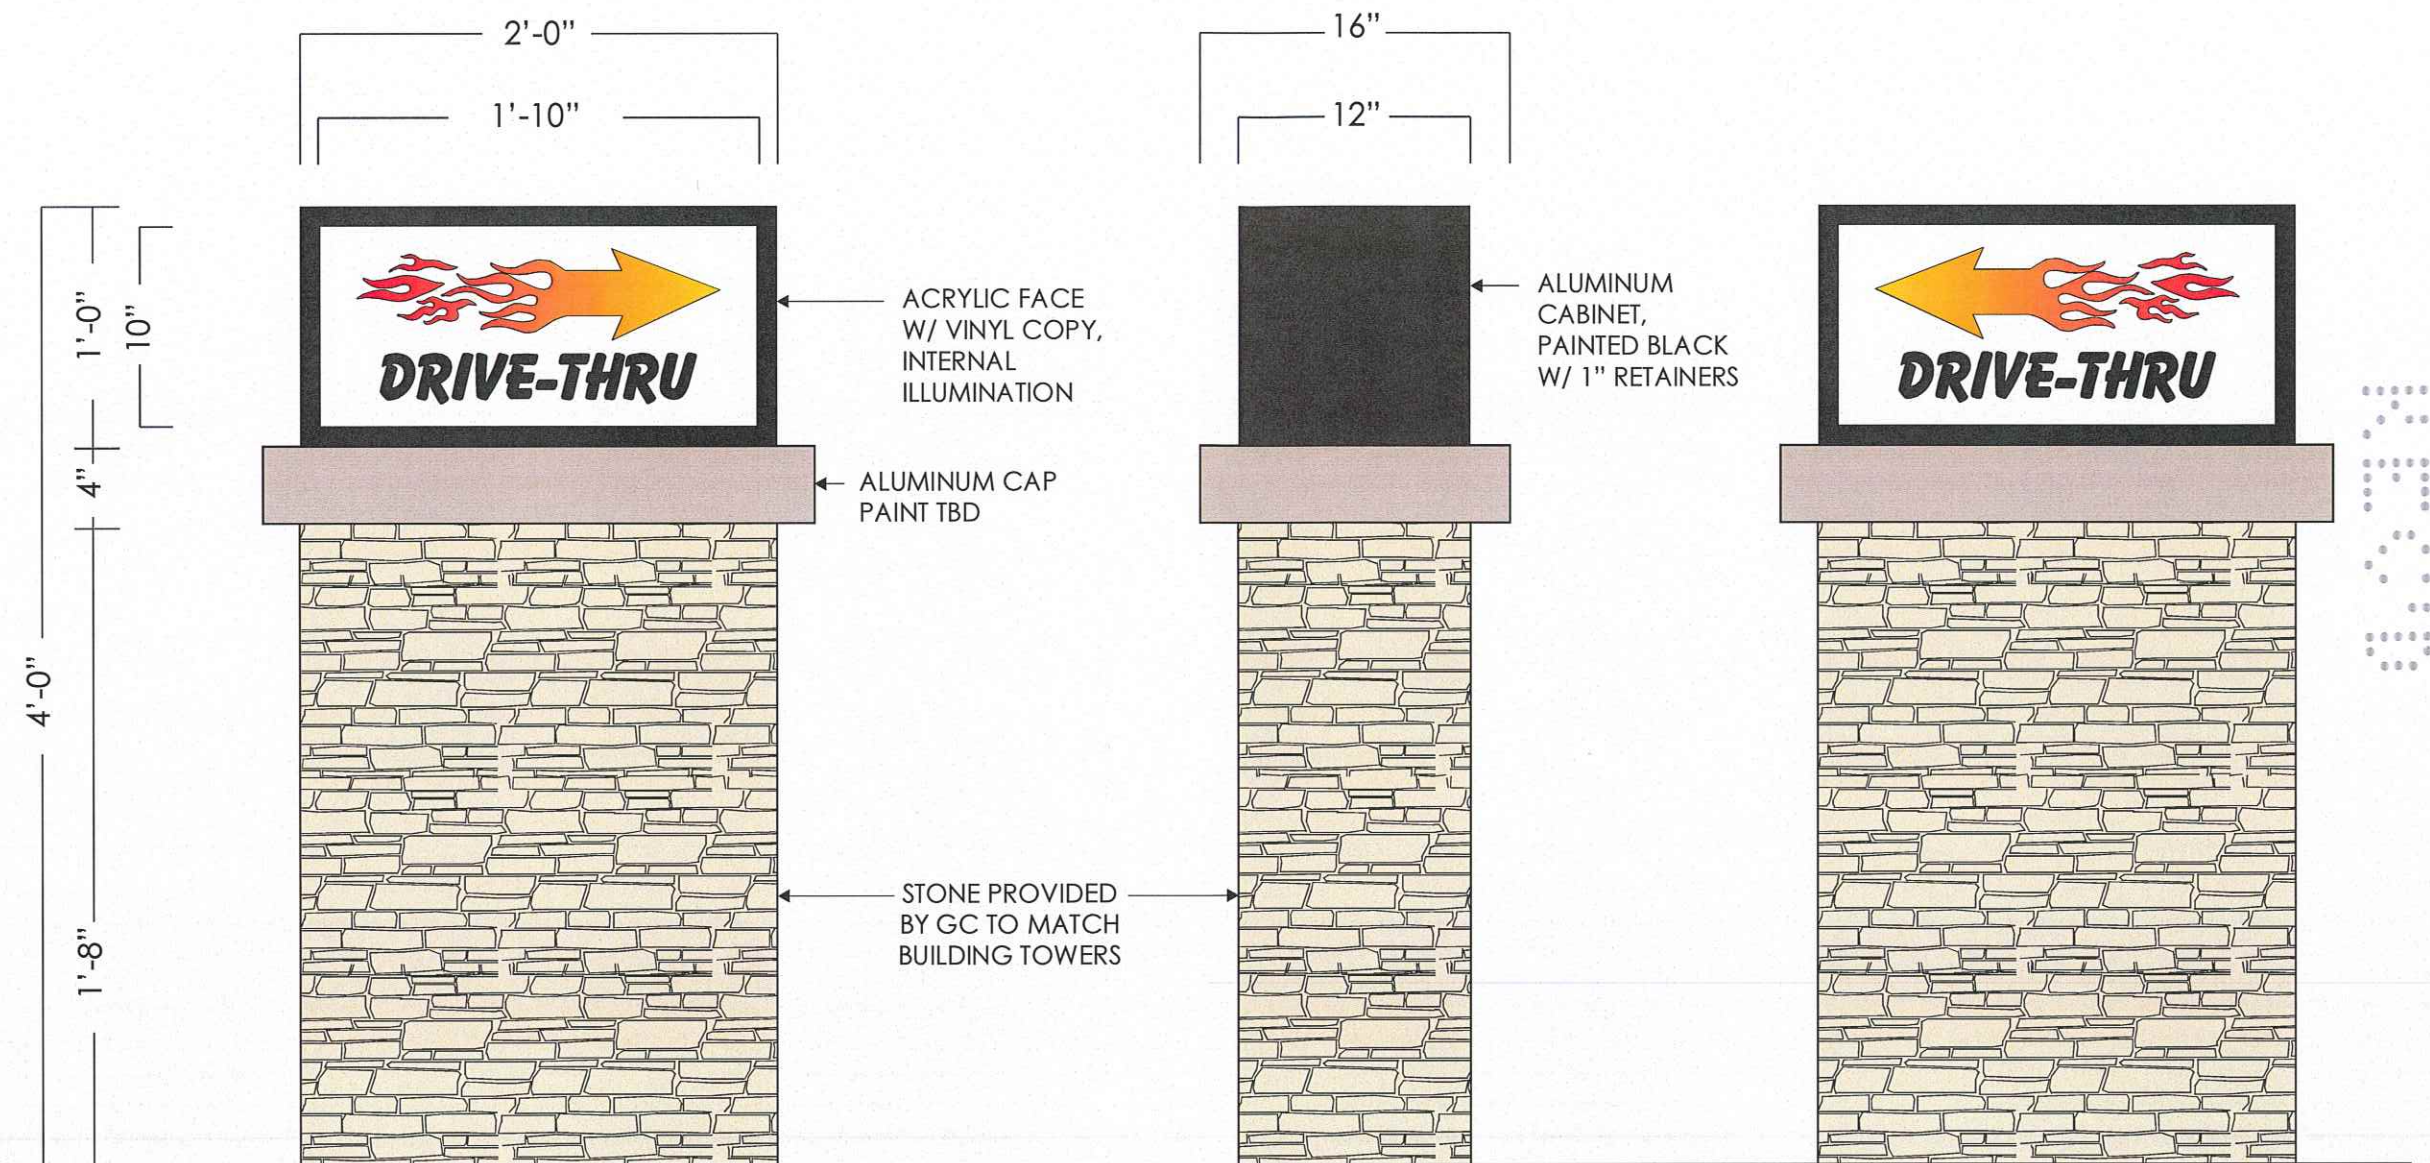 2'-0”
1'-10”
16”
12”
4'-0”
1'-0”
10”
4”
1'-8”
DRIVE-THRU
ACRYLIC FACE
W/ VINYL COPY,
INTERNAL
ILLUMINATION
ALUMINUM CAP
PAINT TBD
STONE PROVIDED
BY GC TO MATCH
BUILDING TOWERS
ALUMINUM
CABINET,
PAINTED BLACK
W/ 1” RETAINERS
DRIVE-THRU